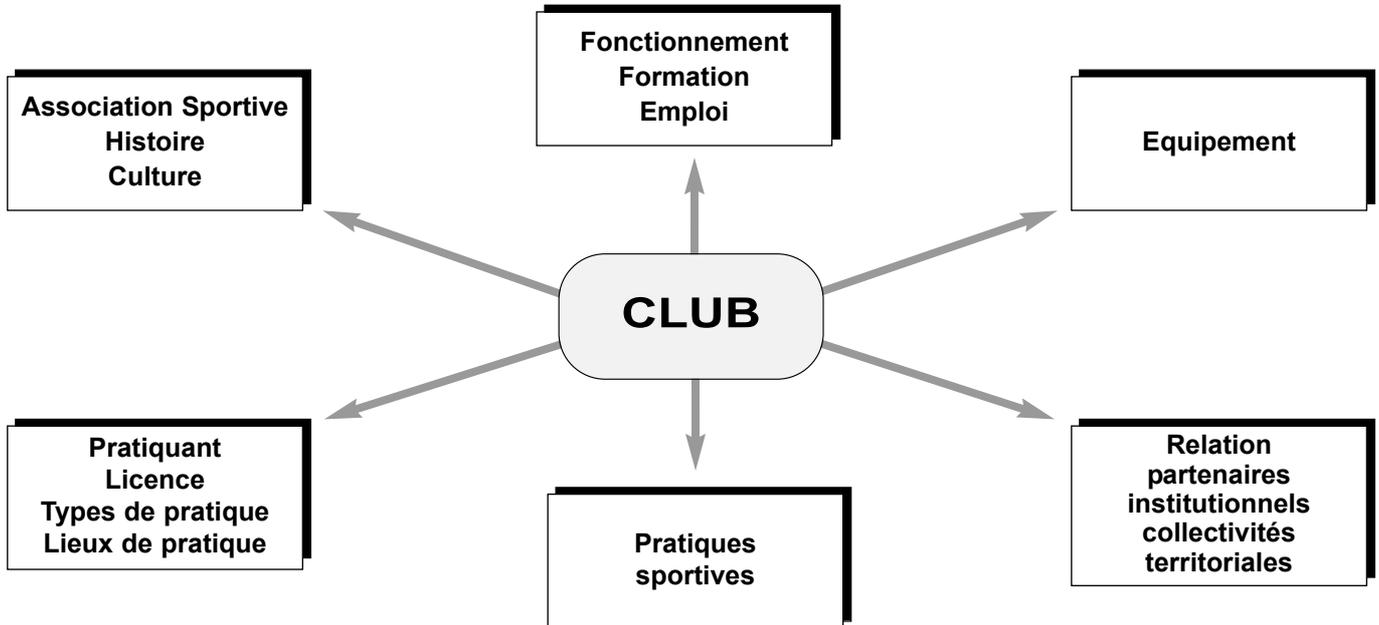 Fonctionnement
Formation
Emploi
Association Sportive
Histoire
Culture
Equipement
CLUB
Pratiquant
Licence
Types de pratique
Lieux de pratique
Pratiques
sportives
Relation
partenaires
institutionnels
collectivités
territoriales